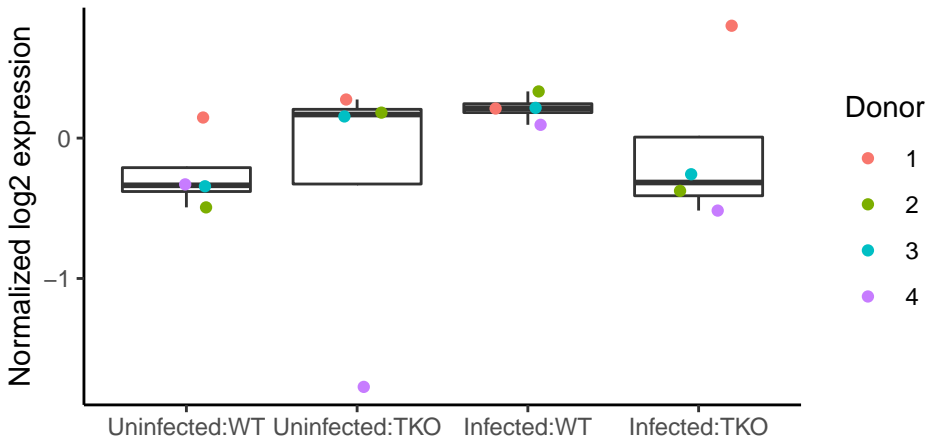 Normalized log2 expression
0
−1
Uninfected:WT
Uninfected:TKO
Infected:WT
Infected:TKO
Donor
1
2
3
4